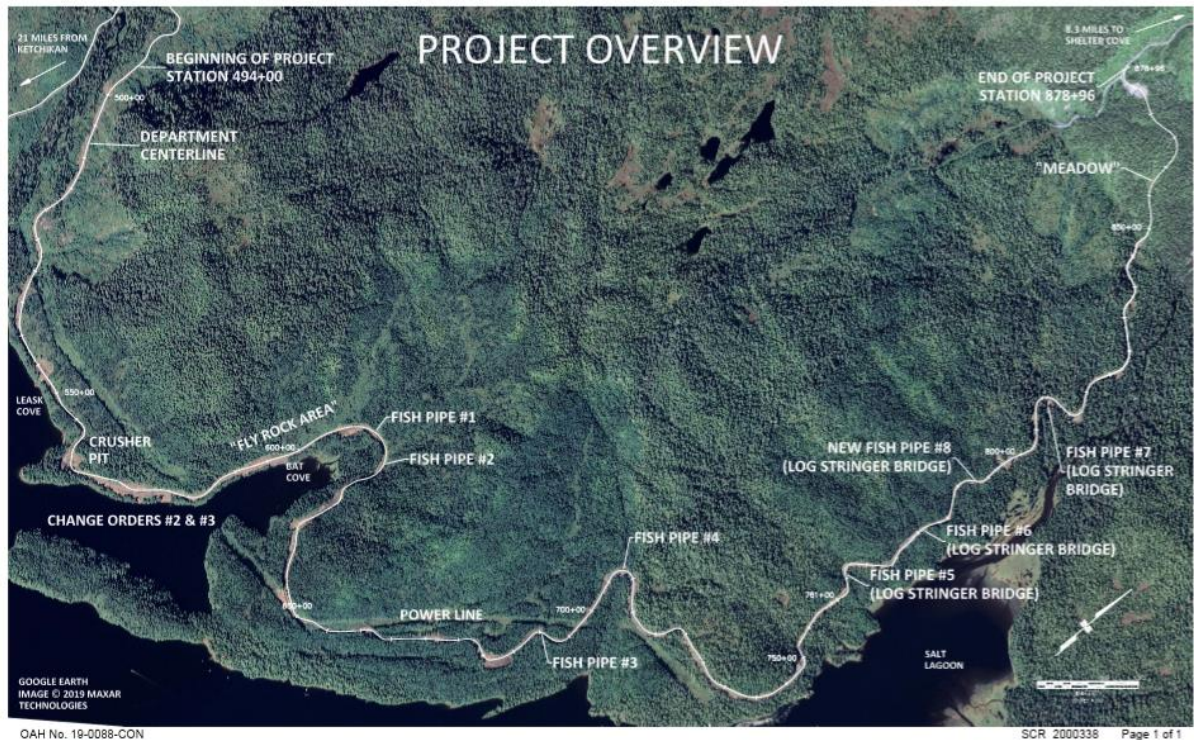 PROJECT OVERVIEW
21 MILES FROM
KETCHIKAN
BEGINNING OF PROJECT
STATION 494+00
500+00
DEPARTMENT
CENTERLINE
8.3 MILES TO
SHELTER COVE
878+96
END OF PROJECT
STATION 878+96
"MEADOW"
850+00
LEASK
COVE
550+00
CRUSHER
PIT
"FLY ROCK AREA"
600+00
BAT
COVE
FISH PIPE #1
FISH PIPE #2
CHANGE ORDERS #2 & #3
NEW FISH PIPE #8
(LOG STRINGER BRIDGE)
800+00
FISH PIPE #7
(LOG STRINGER
BRIDGE)
FISH PIPE #6
(LOG STRINGER BRIDGE)
FISH PIPE #4
FISH PIPE #5
(LOG STRINGER BRIDGE)
781+00
650+00
POWER LINE
700+00
FISH PIPE #3
750+00
SALT
LAGOON
GOOGLE EARTH
IMAGE © 2019 MAXAR
TECHNOLOGIES
OAH No. 19-0088-CON
SCR_2000338 Page 1 of 1